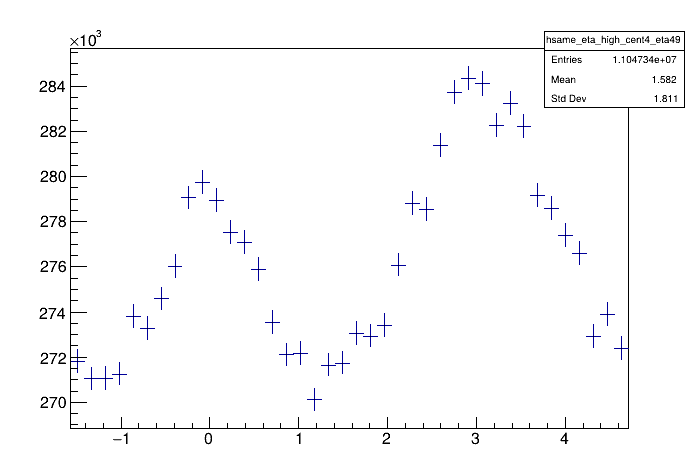 ×10³
hsame_eta_high_cent4_eta49
Entries 1.104734e+07
Mean 1.582
Std Dev 1.811
284
282
280
278
276
274
272
270
−1 0 1 2 3 4